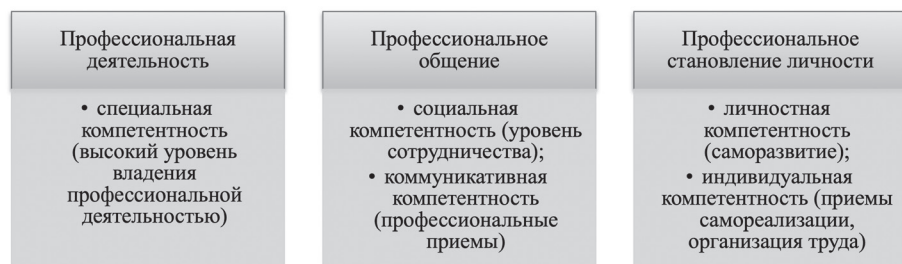 Профессиональная
деятельность
• специальная
компетентность
(высокий уровень
владения
профессиональной
деятельностью)
Профессиональное
общение
• социальная
компетентность (уровень
сотрудничества);
• коммуникативная
компетентность
(профессиональные
приемы)
Профессиональное
становление личности
• личностная
компетентность
(саморазвитие);
• индивидуальная
компетентность (приемы
самореализации,
организация труда)